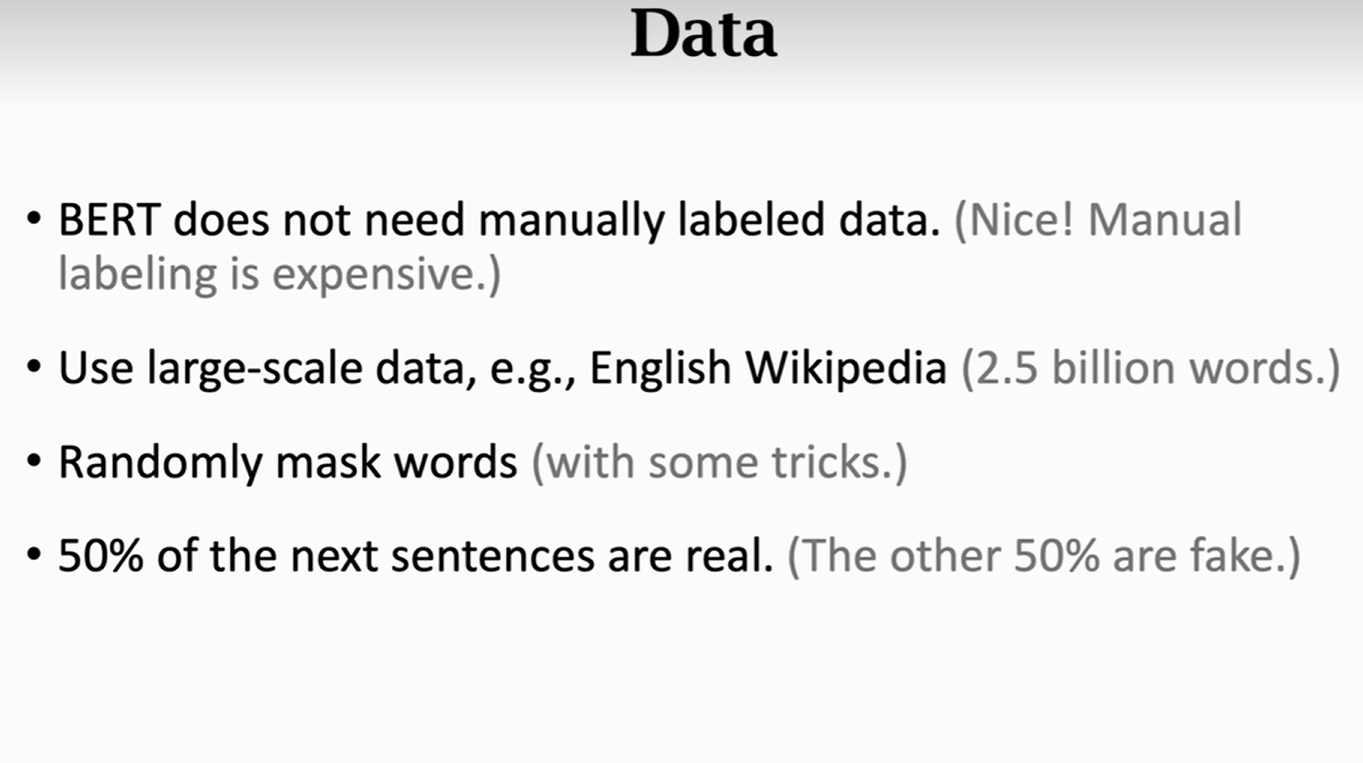 Data
• BERT does not need manually labeled data. (Nice! Manual
labeling is expensive.)
• Use large-scale data, e.g., English Wikipedia (2.5 billion words.)
• Randomly mask words (with some tricks.)
• 50% of the next sentences are real. (The other 50% are fake.)